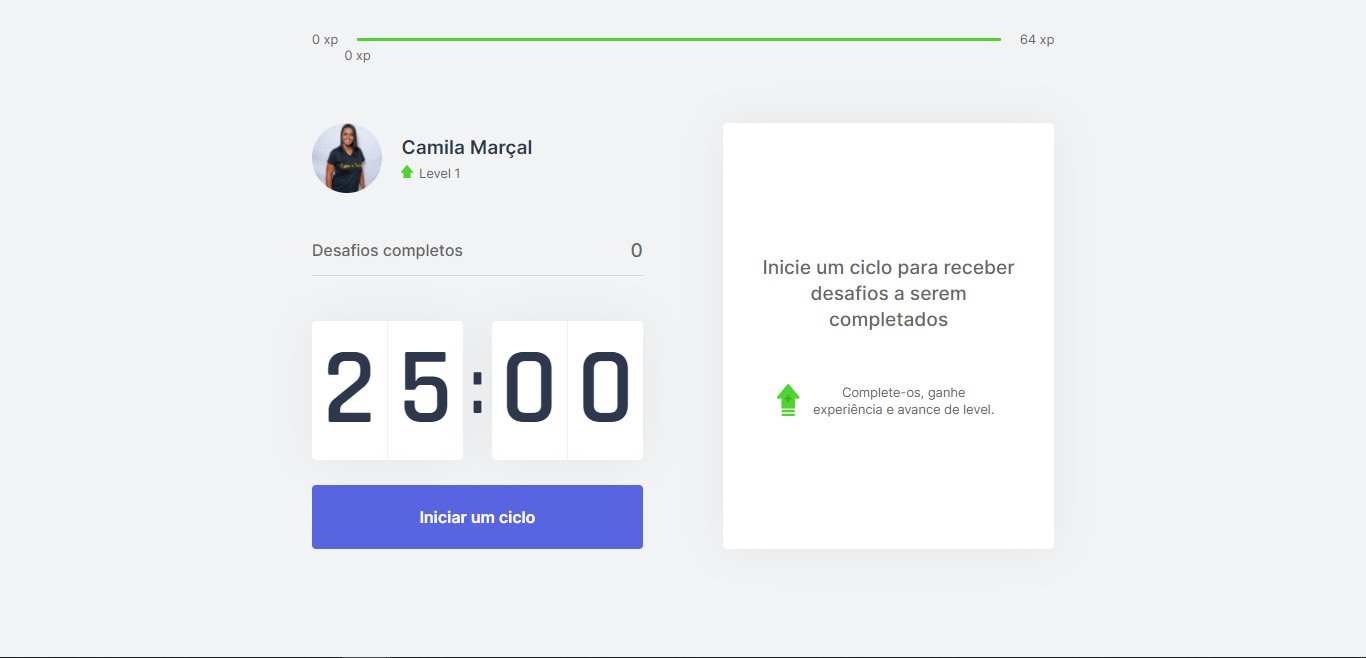 0 xp
64 xp
0 xp
Camila Marçal
Level 1
Desafios completos
0
25:00
Iniciar um ciclo
Inicie um ciclo para receber
desafios a serem
completados
Complete-os, ganhe
experiência e avance de level.